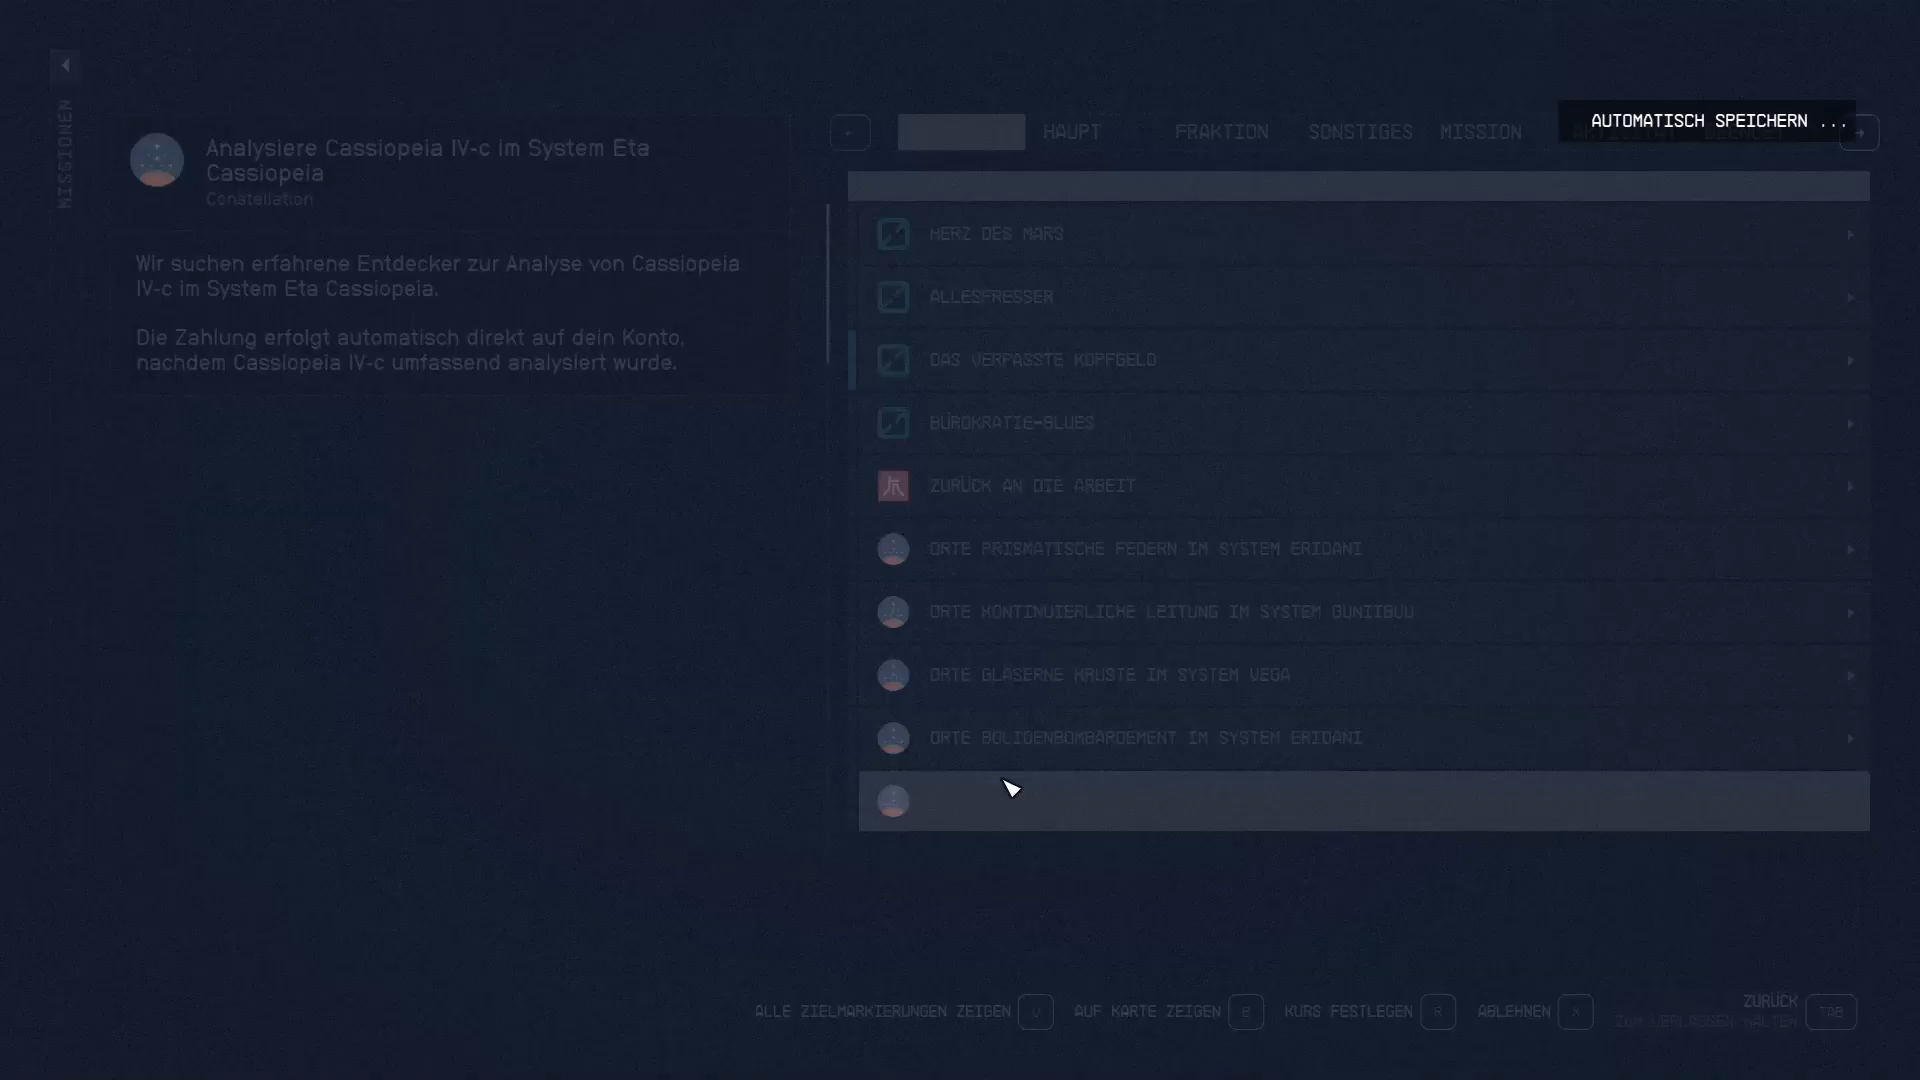 MISSIONEN
Analysiere Cassiopeia IV-c im System Eta
Cassiopeia
Constellation
Wir suchen erfahrene Entdecker zur Analyse von Cassiopeia
IV-c im System Eta Cassiopeia.
Die Zahlung erfolgt automatisch direkt auf dein Konto,
nachdem Cassiopeia IV-c umfassend analysiert wurde.
HAUPT
FRAKTION
SONSTIGES
MISSION
AUTOMATISCH SPEICHERN ...
HERZ DES MARS
ALLESFRESSER
DAS VERPASSTE KOPFGELD
BÜROKRATIE-BLUES
ZURÜCK AN DIE ARBEIT
ORTE PRISMATISCHE FEDERN IM SYSTEM ERIDANI
ORTE KONTINUIERLICHE LEITUNG IM SYSTEM GUNIIBUU
ORTE GLÄSERNE KRUSTE IM SYSTEM VEGA
ORTE BOLIDENBOMBARDEMENT IM SYSTEM ERIDANI
ALLE ZIELMARKIERUNGEN ZEIGEN
AUF KARTE ZEIGEN
KURS FESTLEGEN R
ABLEHNEN X
ZURÜCK TAB
ZUM VERLASSEN HALTEN